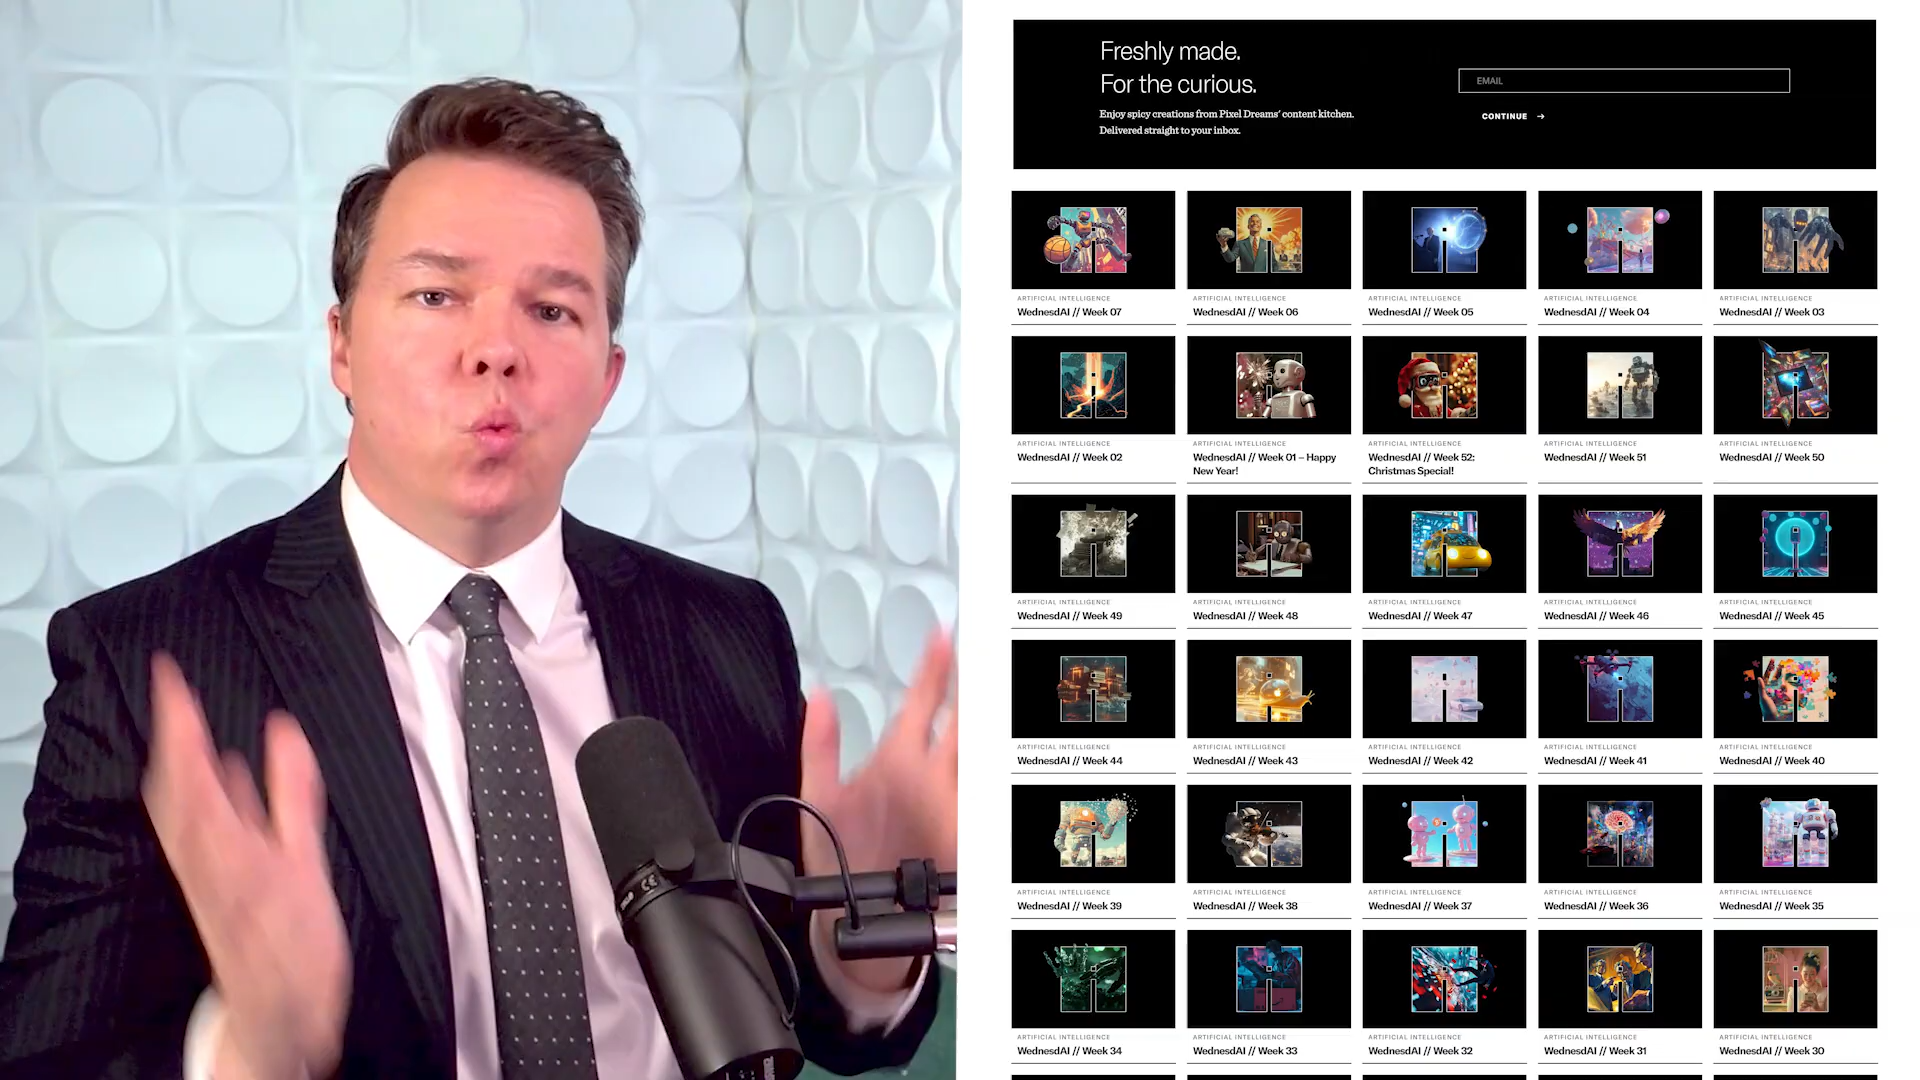 Freshly made.
For the curious.
Enjoy spicy creations from Pixel Dreams' content kitchen.
Delivered straight to your inbox.
EMAIL
CONTINUE →
ARTIFICIAL INTELLIGENCE
WednesdAI // Week 07
ARTIFICIAL INTELLIGENCE
WednesdAI // Week 06
ARTIFICIAL INTELLIGENCE
WednesdAI // Week 05
ARTIFICIAL INTELLIGENCE
WednesdAI // Week 04
ARTIFICIAL INTELLIGENCE
WednesdAI // Week 03
ARTIFICIAL INTELLIGENCE
WednesdAI // Week 02
ARTIFICIAL INTELLIGENCE
WednesdAI // Week 01 – Happy
New Year!
ARTIFICIAL INTELLIGENCE
WednesdAI // Week 52:
Christmas Special!
ARTIFICIAL INTELLIGENCE
WednesdAI // Week 51
ARTIFICIAL INTELLIGENCE
WednesdAI // Week 50
ARTIFICIAL INTELLIGENCE
WednesdAI // Week 49
ARTIFICIAL INTELLIGENCE
WednesdAI // Week 48
ARTIFICIAL INTELLIGENCE
WednesdAI // Week 47
ARTIFICIAL INTELLIGENCE
WednesdAI // Week 46
ARTIFICIAL INTELLIGENCE
WednesdAI // Week 45
ARTIFICIAL INTELLIGENCE
WednesdAI // Week 44
ARTIFICIAL INTELLIGENCE
WednesdAI // Week 43
ARTIFICIAL INTELLIGENCE
WednesdAI // Week 42
ARTIFICIAL INTELLIGENCE
WednesdAI // Week 41
ARTIFICIAL INTELLIGENCE
WednesdAI // Week 40
ARTIFICIAL INTELLIGENCE
WednesdAI // Week 39
ARTIFICIAL INTELLIGENCE
WednesdAI // Week 38
ARTIFICIAL INTELLIGENCE
WednesdAI // Week 37
ARTIFICIAL INTELLIGENCE
WednesdAI // Week 36
ARTIFICIAL INTELLIGENCE
WednesdAI // Week 35
ARTIFICIAL INTELLIGENCE
WednesdAI // Week 34
ARTIFICIAL INTELLIGENCE
WednesdAI // Week 33
ARTIFICIAL INTELLIGENCE
WednesdAI // Week 32
ARTIFICIAL INTELLIGENCE
WednesdAI // Week 31
ARTIFICIAL INTELLIGENCE
WednesdAI // Week 30